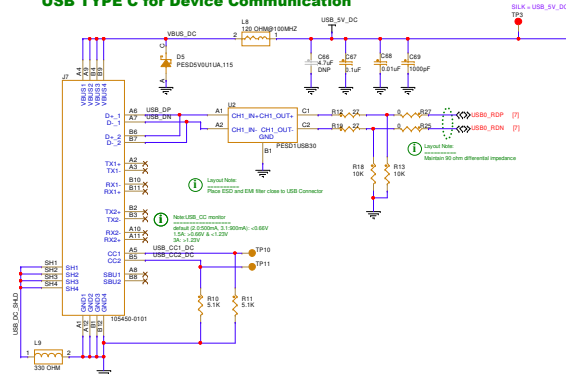 USB TYPE C for Device Communication
SILK = USB_5V_DC
TP3
L8
VBUS_DC
2
1
120 OHM@100MHZ
USB_5V_DC
C
D5
PESD5V0U1UA,115
A
C66
4.7uF
DNP
C67
0.1uF
C68
0.01uF
C69
1000pF
J7
A4
A9
B4
B9
VBUS1
VBUS2
VBUS3
VBUS4
U2
D+_1
A6
USB_DP
A1
CH1_IN+
CH1_OUT+
C1
R12
27
0
R27
USB0_RDP
[7]
D-_1
A7
USB_DN
A2
CH1_IN-
CH1_OUT-
C2
R19
27
0
R25
USB0_RDN
[7]
GND
D+_2
B6
D-_2
B7
B1
PESD1USB30
Layout Note:
Maintain 90 ohm differential impedance
TX1+
A2
TX1-
A3
R18
10K
R13
10K
RX1-
B10
RX1+
B11
Layout Note:
Place ESD and EMI filter close to USB Connector
TX2+
B2
TX2-
B3
Note:USB_CC monitor
default (2.0:500mA, 3.1:900mA): <0.66V
1.5A: >0.66V & <1.23V
3A: >1.23V
RX2-
A10
RX2+
A11
CC1
A5
USB_CC1_DC
TP10
CC2
B5
USB_CC2_DC
TP11
SBU1
A8
SBU2
B8
SH1
SH1
SH2
SH2
SH3
SH3
SH4
SH4
R10
5.1K
R11
5.1K
GND1
GND2
GND3
GND4
A1
A12
B1
B12
105450-0101
USB_DC_SHLD
L9
1
2
330 OHM